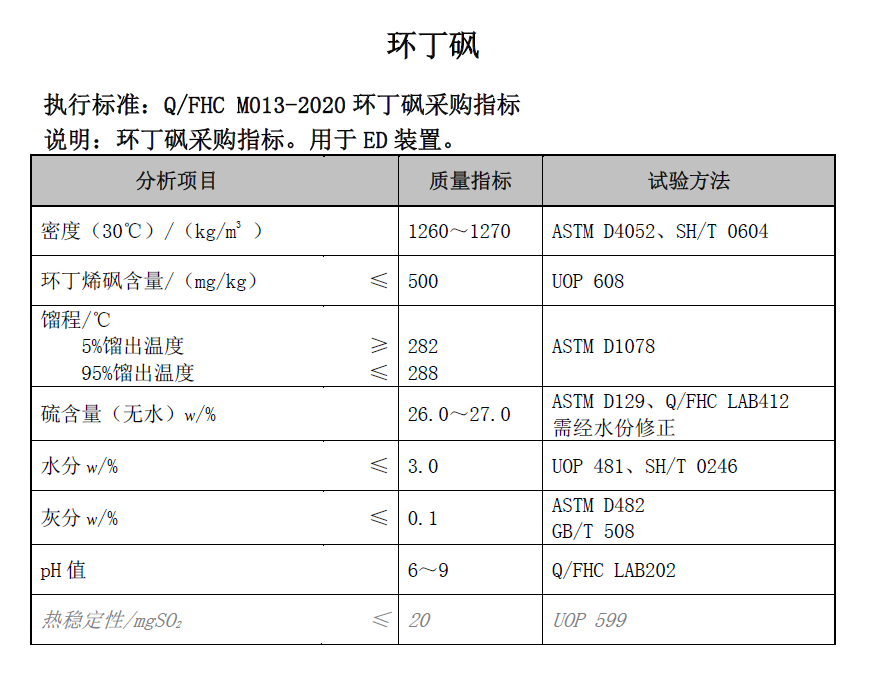 环丁砜
执行标准：Q/FHC M013-2020 环丁砜采购指标
说明：环丁砜采购指标。用于 ED 装置。
分析项目 质量指标 试验方法
密度（30℃）/（kg/m³ ） 1260～1270 ASTM D4052、SH/T 0604
环丁烯砜含量/（mg/kg） ≤ 500 UOP 608
馏程/℃
5%馏出温度 ≥ 282
95%馏出温度 ≤ 288
ASTM D1078
硫含量（无水）w/% 26.0～27.0 ASTM D129、Q/FHC LAB412
需经水份修正
水分 w/% ≤ 3.0 UOP 481、SH/T 0246
灰分 w/% ≤ 0.1 ASTM D482
GB/T 508
pH 值 6～9 Q/FHC LAB202
热稳定性/mgSO₂ ≤ 20 UOP 599